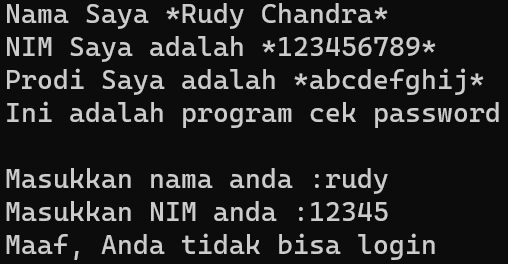 Nama Saya *Rudy Chandra*
NIM Saya adalah *123456789*
Prodi Saya adalah *abcdefghij*
Ini adalah program cek password
Masukkan nama anda :rudy
Masukkan NIM anda :12345
Maaf, Anda tidak bisa login